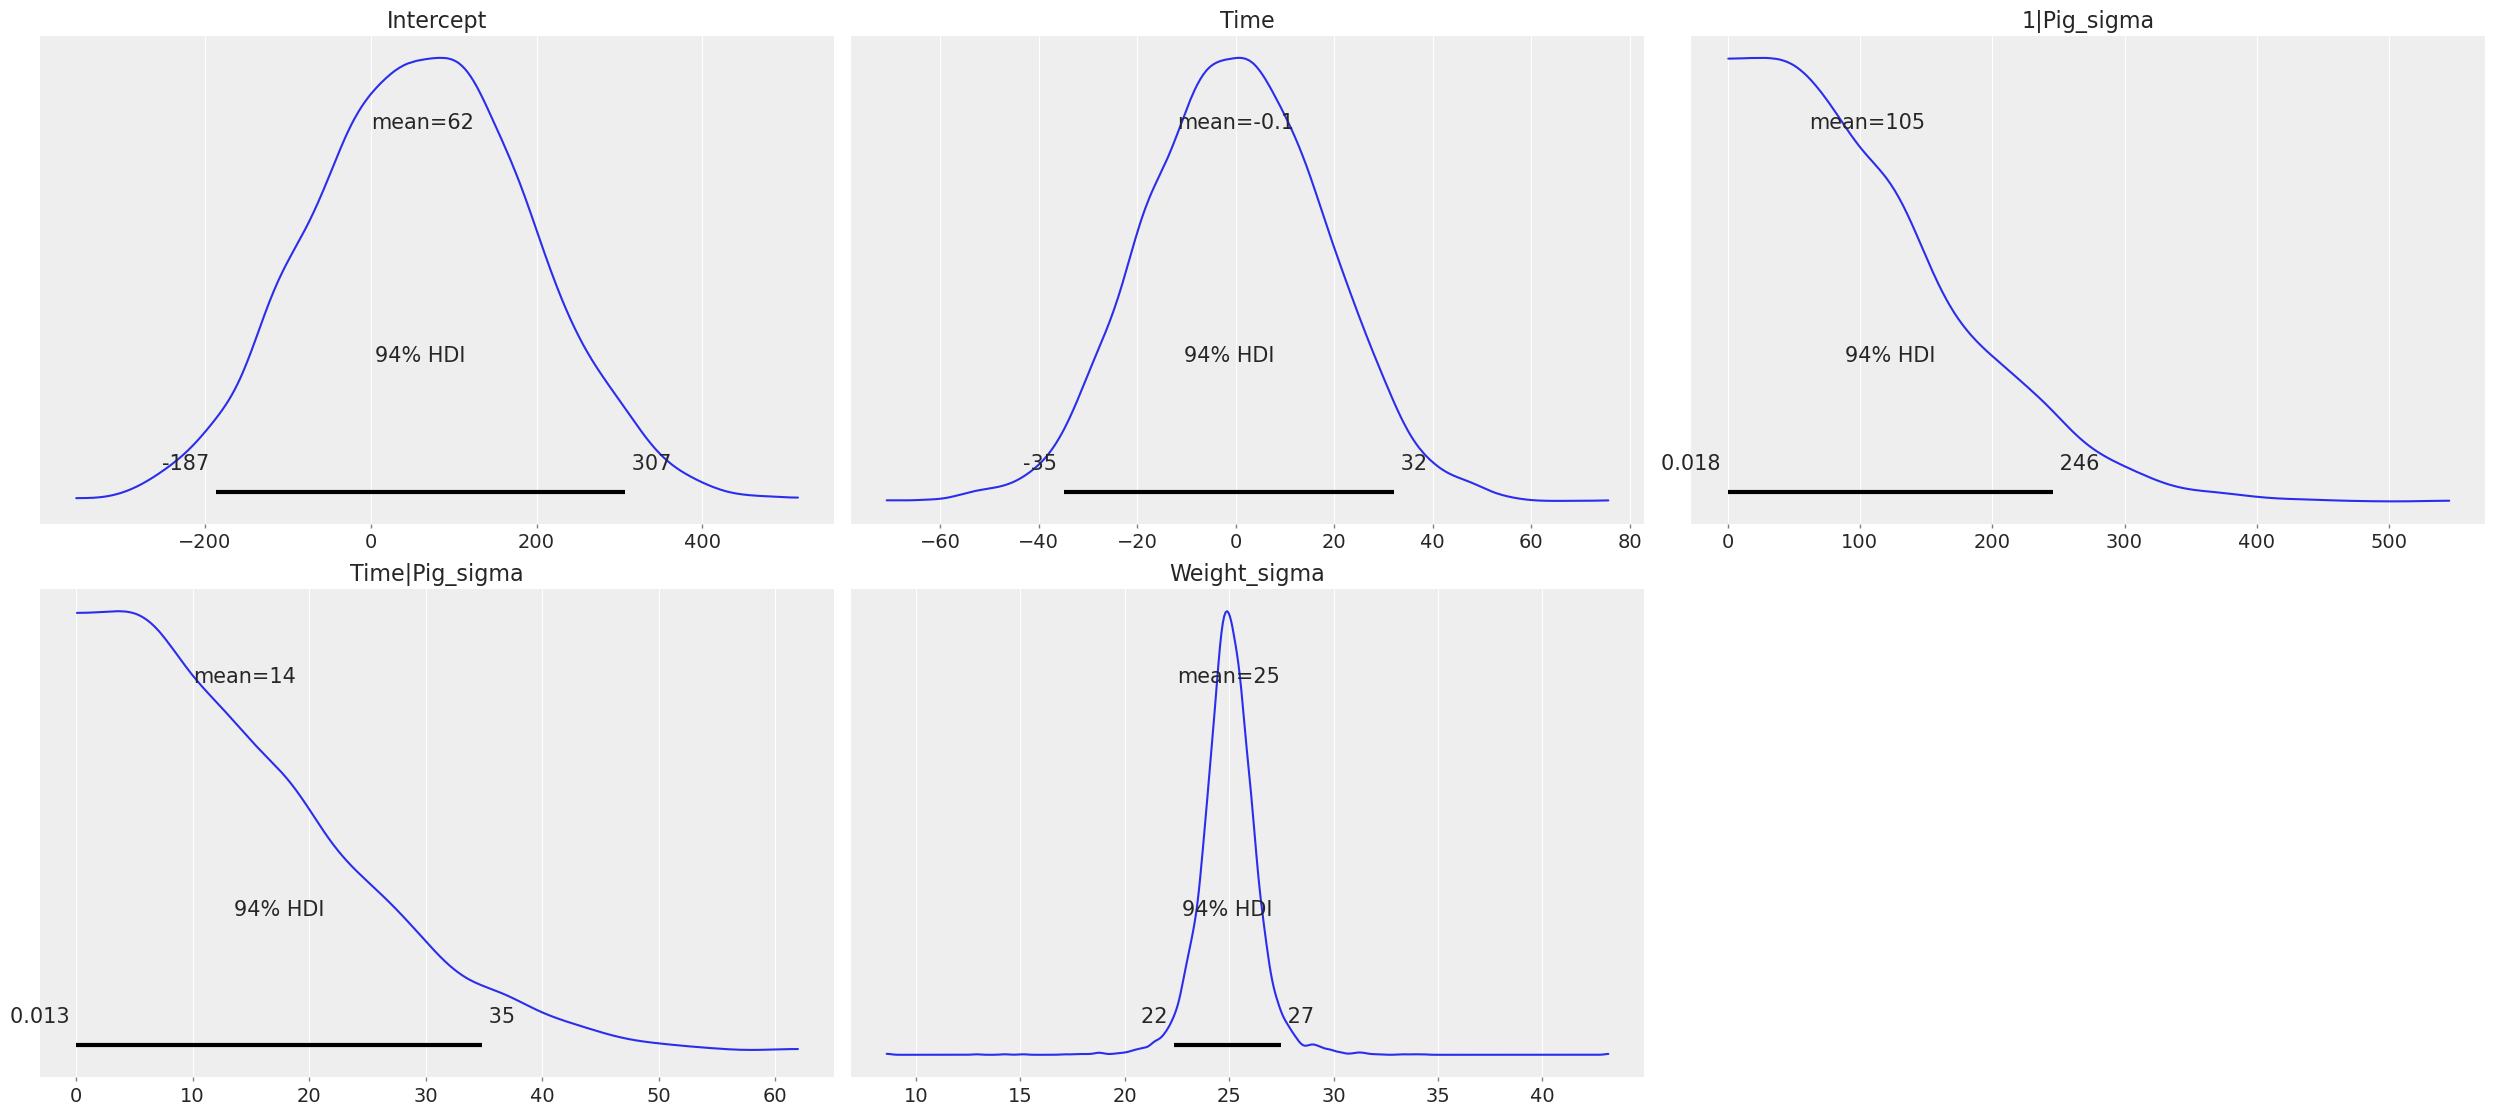 Intercept
mean=62
94% HDI
-187
307
−200
0
200
400
Time
mean=-0.1
94% HDI
-35
32
−60
−40
−20
0
20
40
60
80
1|Pig_sigma
mean=105
94% HDI
0.018
246
0
100
200
300
400
500
Time|Pig_sigma
mean=14
94% HDI
0.013
35
0
10
20
30
40
50
60
Weight_sigma
mean=25
94% HDI
22
27
10
15
20
25
30
35
40